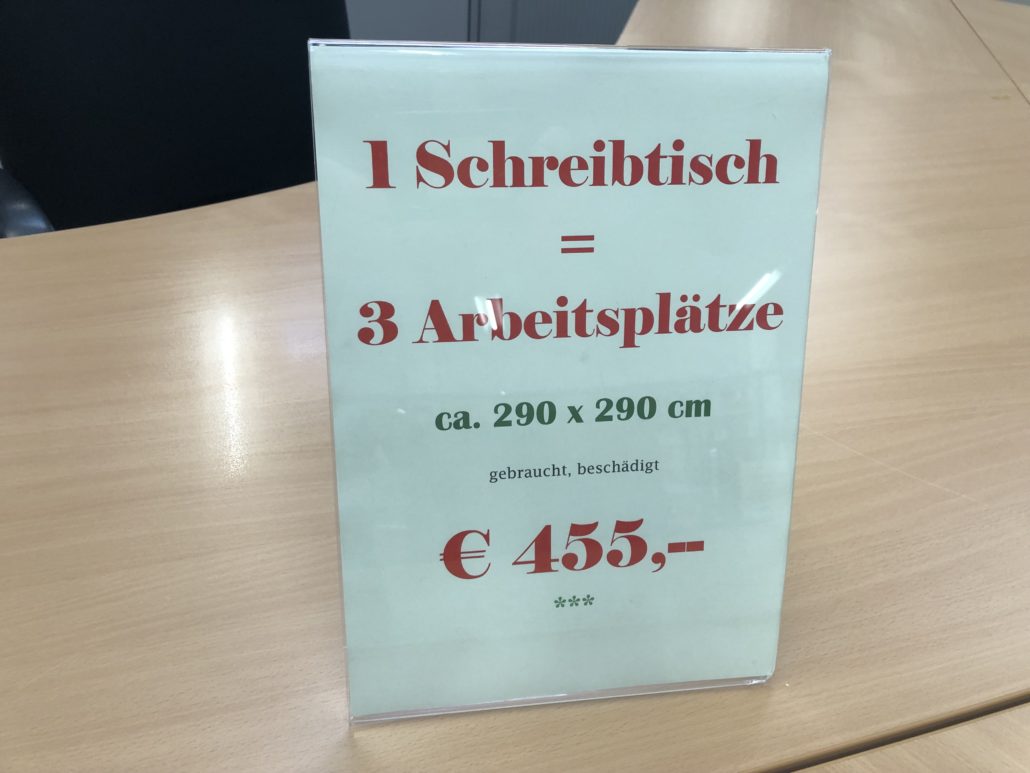 1 Schreibtisch
=
3 Arbeitsplätze
ca. 290 x 290 cm
gebraucht, beschädigt
€ 455,--
***